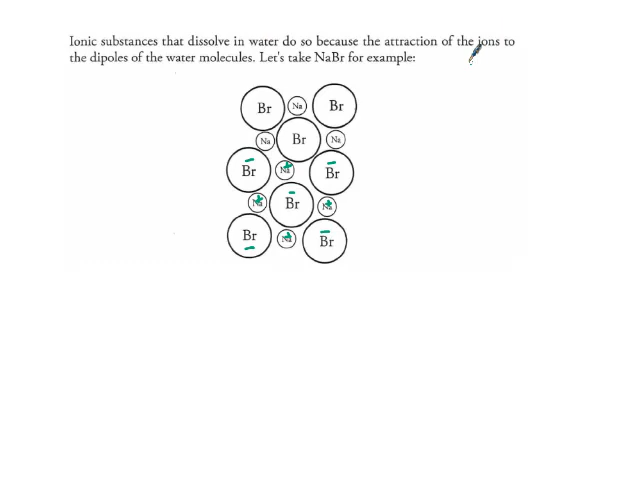 Ionic substances that dissolve in water do so because the attraction of the ions to
the dipoles of the water molecules. Let's take NaBr for example:
Br Na Br
Na Br Na
Br Na Br
Na Br Na
Br Na Br